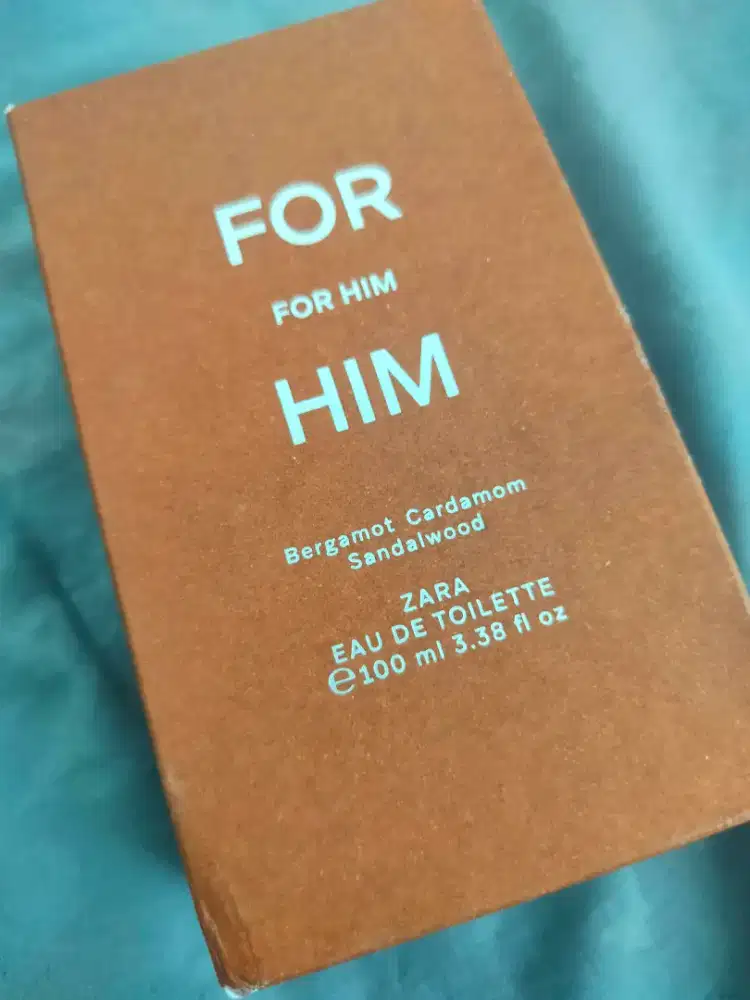 FOR
FOR HIM
HIM
Bergamot Cardamom
Sandalwood
ZARA
EAU DE TOILETTE
℮100 ml 3.38 fl oz